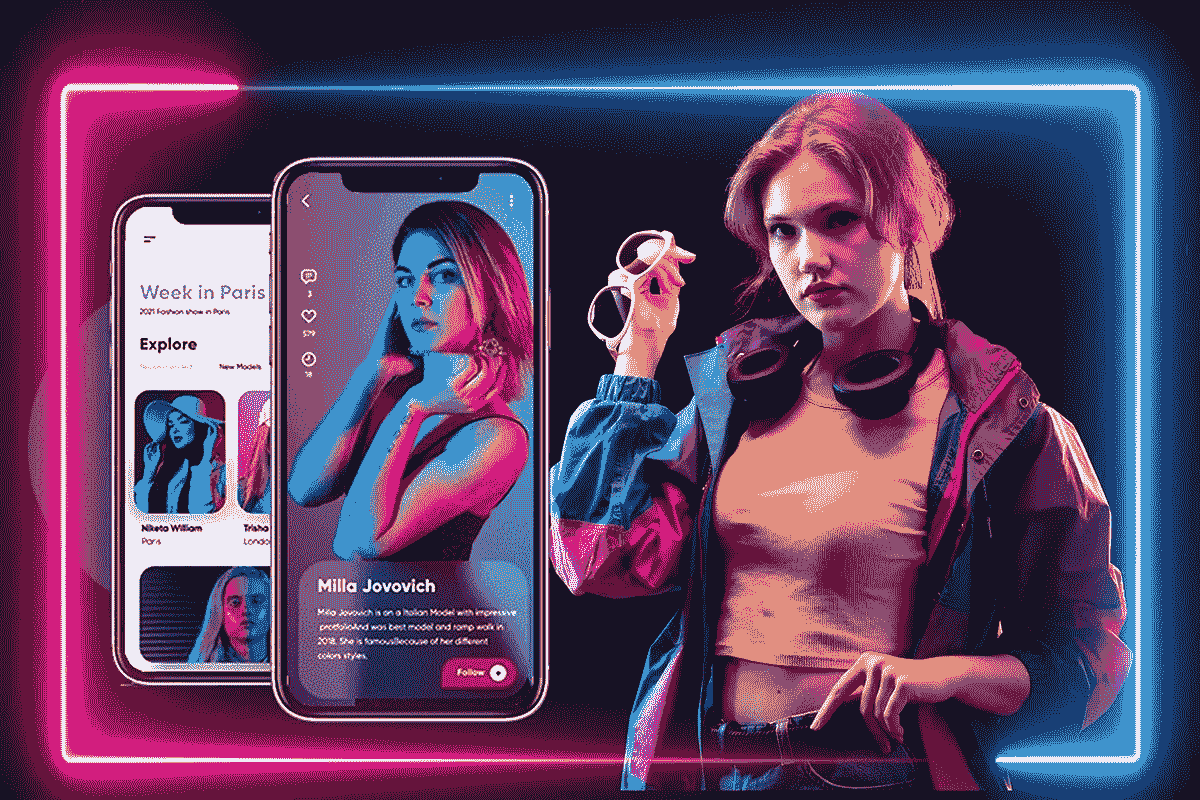 Week in Paris
2021 Fashion show in Paris
Explore
New Models
Niketa William
Paris
Trisha
London
3
579
18
Milla Jovovich
Milla Jovovich is an a Italian Model with impressive
portfolioAnd was best model and ramp walk in
2018. She is famousBecause of her different
colors styles.
Follow